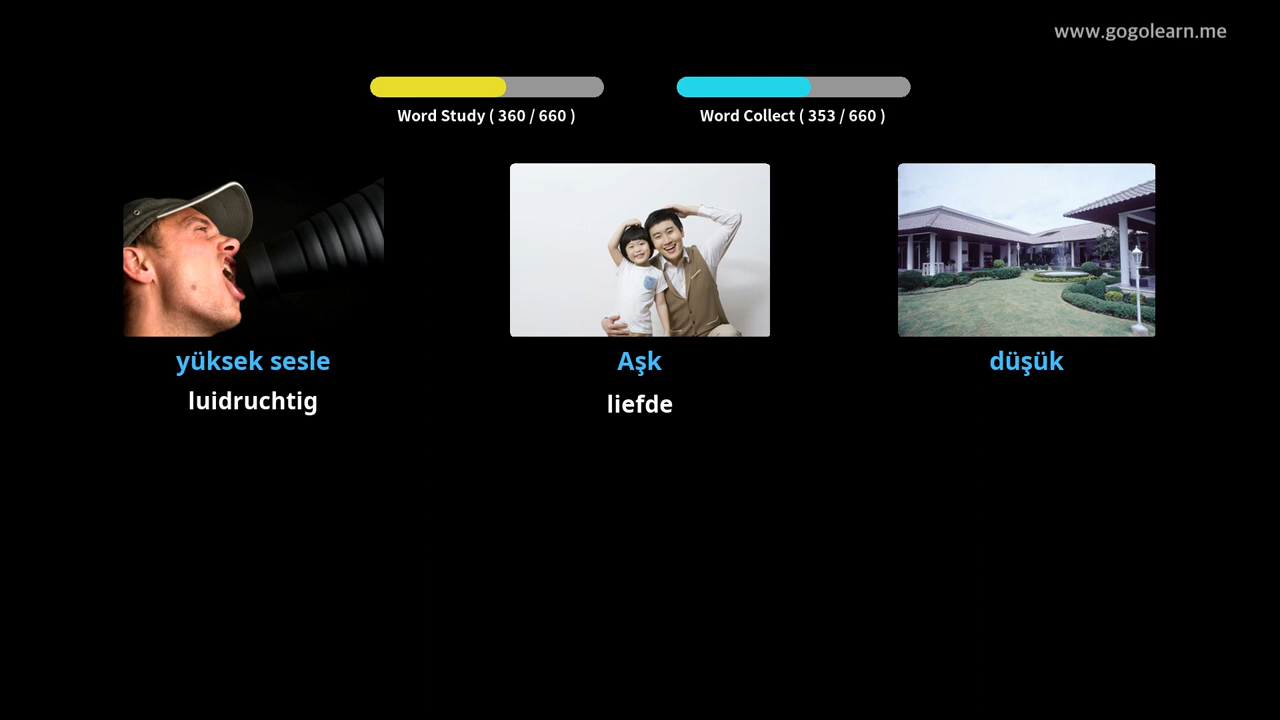 www.gogolearn.me
Word Study ( 360 / 660 )
Word Collect ( 353 / 660 )
yüksek sesle
Aşk
düşük
luidruchtig
liefde